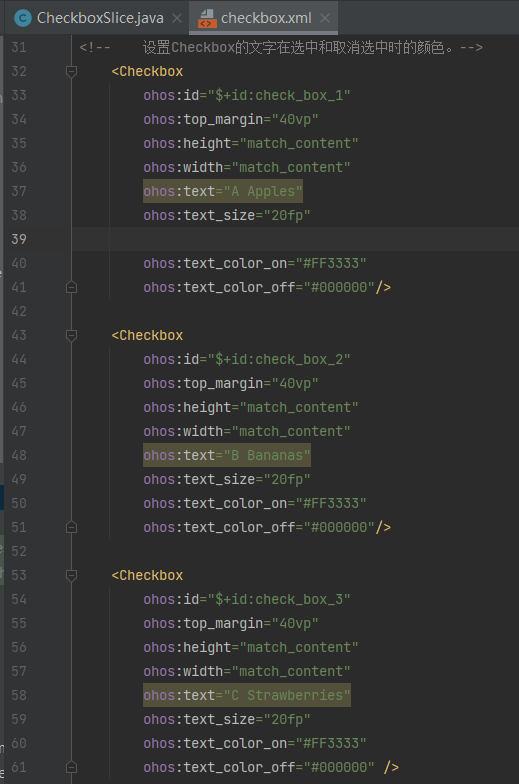 CheckboxSlice.java × checkbox.xml ×
31 <!-- 设置Checkbox的文字在选中和取消选中时的颜色。-->
32 <Checkbox
33 ohos:id="$+id:check_box_1"
34 ohos:top_margin="40vp"
35 ohos:height="match_content"
36 ohos:width="match_content"
37 ohos:text="A Apples"
38 ohos:text_size="20fp"
39
40 ohos:text_color_on="#FF3333"
41 ohos:text_color_off="#000000"/>
42
43 <Checkbox
44 ohos:id="$+id:check_box_2"
45 ohos:top_margin="40vp"
46 ohos:height="match_content"
47 ohos:width="match_content"
48 ohos:text="B Bananas"
49 ohos:text_size="20fp"
50 ohos:text_color_on="#FF3333"
51 ohos:text_color_off="#000000"/>
52
53 <Checkbox
54 ohos:id="$+id:check_box_3"
55 ohos:top_margin="40vp"
56 ohos:height="match_content"
57 ohos:width="match_content"
58 ohos:text="C Strawberries"
59 ohos:text_size="20fp"
60 ohos:text_color_on="#FF3333"
61 ohos:text_color_off="#000000" />